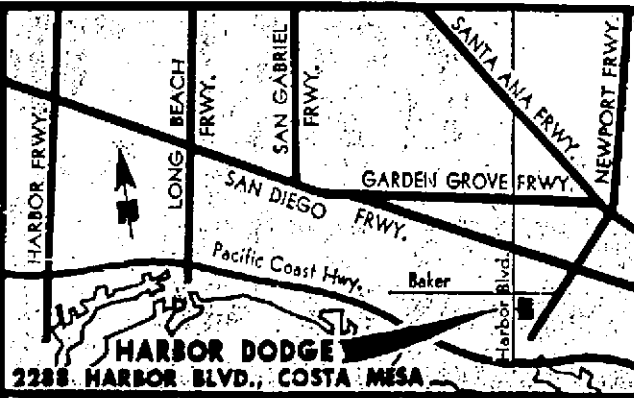 HARBOR FRWY.
LONG BEACH
FRWY.
SAN GABRIEL
FRWY.
SANTA ANA FRWY.
NEWPORT FRWY.
GARDEN GROVE FRWY.
SAN DIEGO FRWY.
Pacific Coast Hwy.
Baker
Harbor Blvd.
HARBOR DODGE
2288 HARBOR BLVD., COSTA MESA